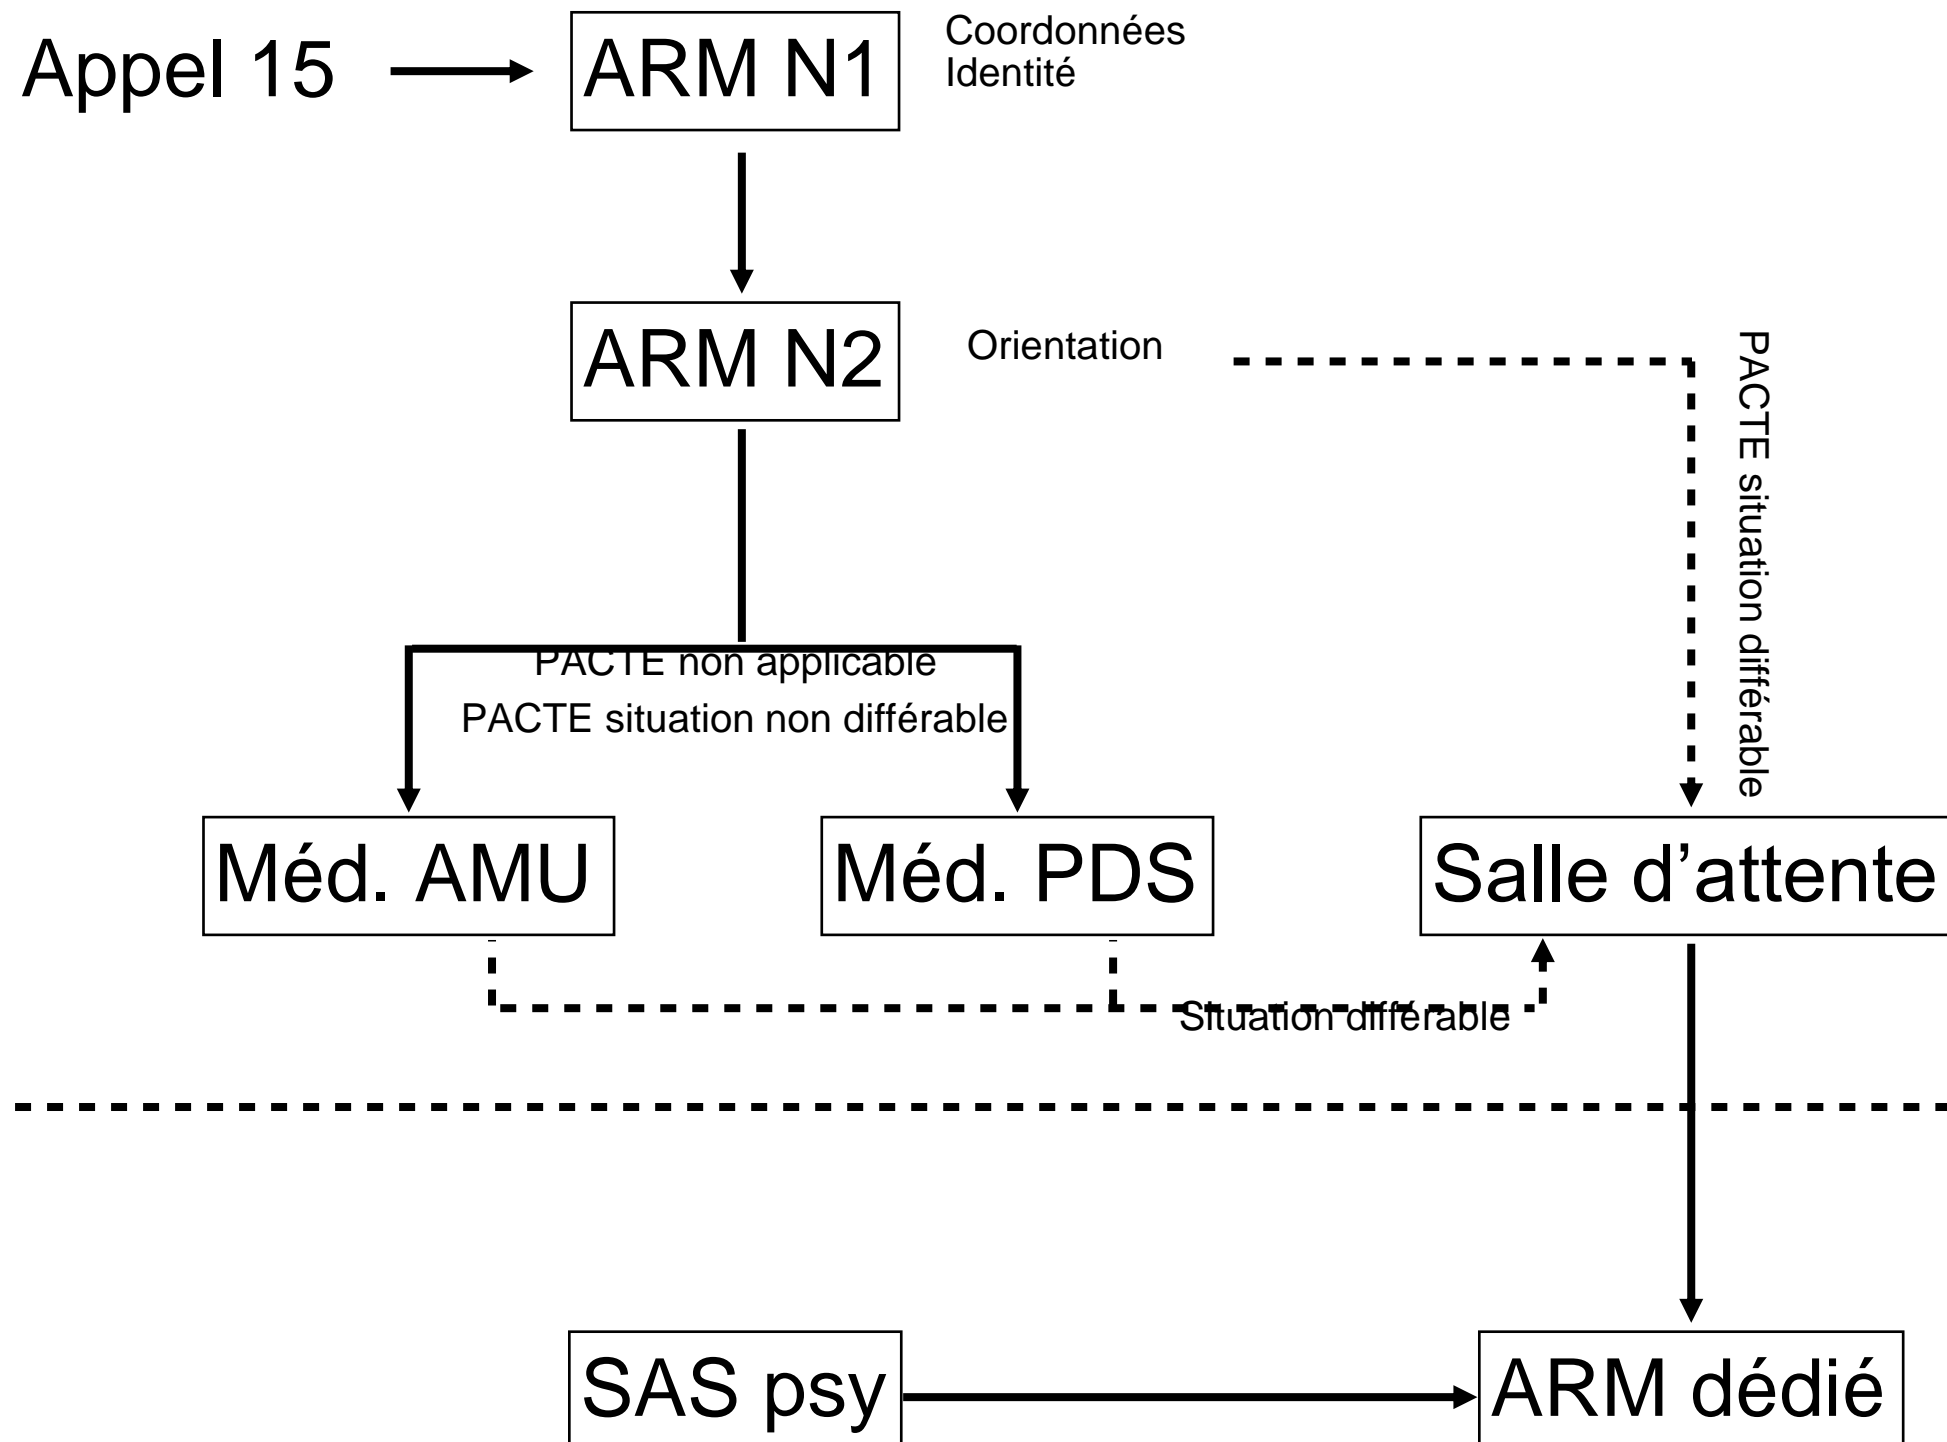 Appel 15
ARM N1
Coordonnées
Identité
ARM N2
Orientation
PACTE situation différable
PACTE non applicable
PACTE situation non différable
Méd. AMU
Méd. PDS
Salle d’attente
Situation différable
SAS psy
ARM dédié